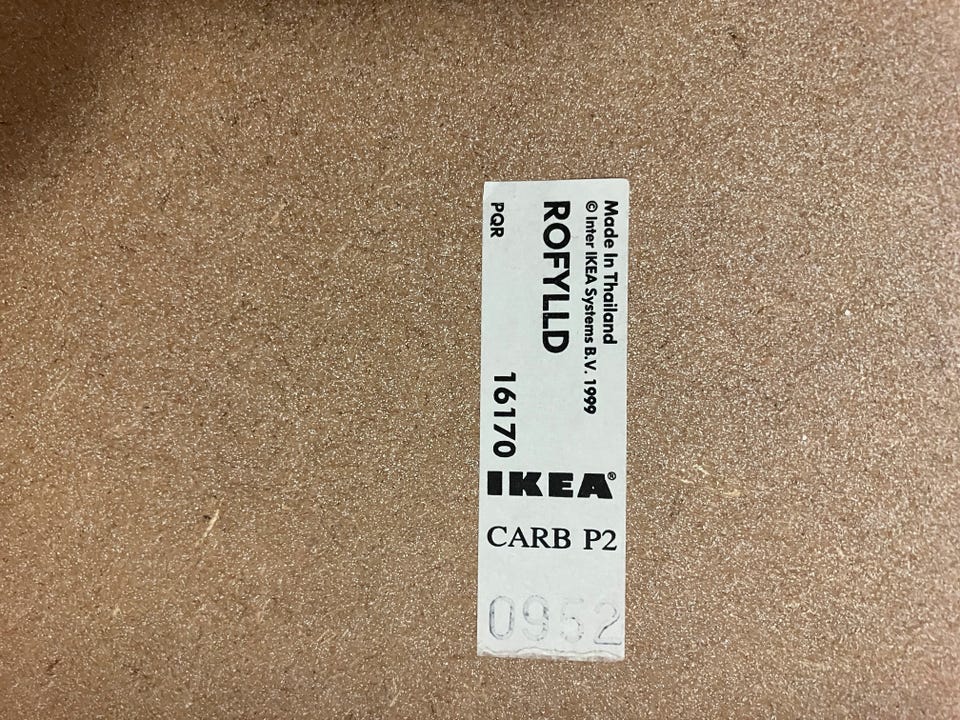 Made In Thailand
© Inter IKEA Systems B.V. 1999
ROFYLLD
PQR
16170
IKEA®
CARB P2
0952